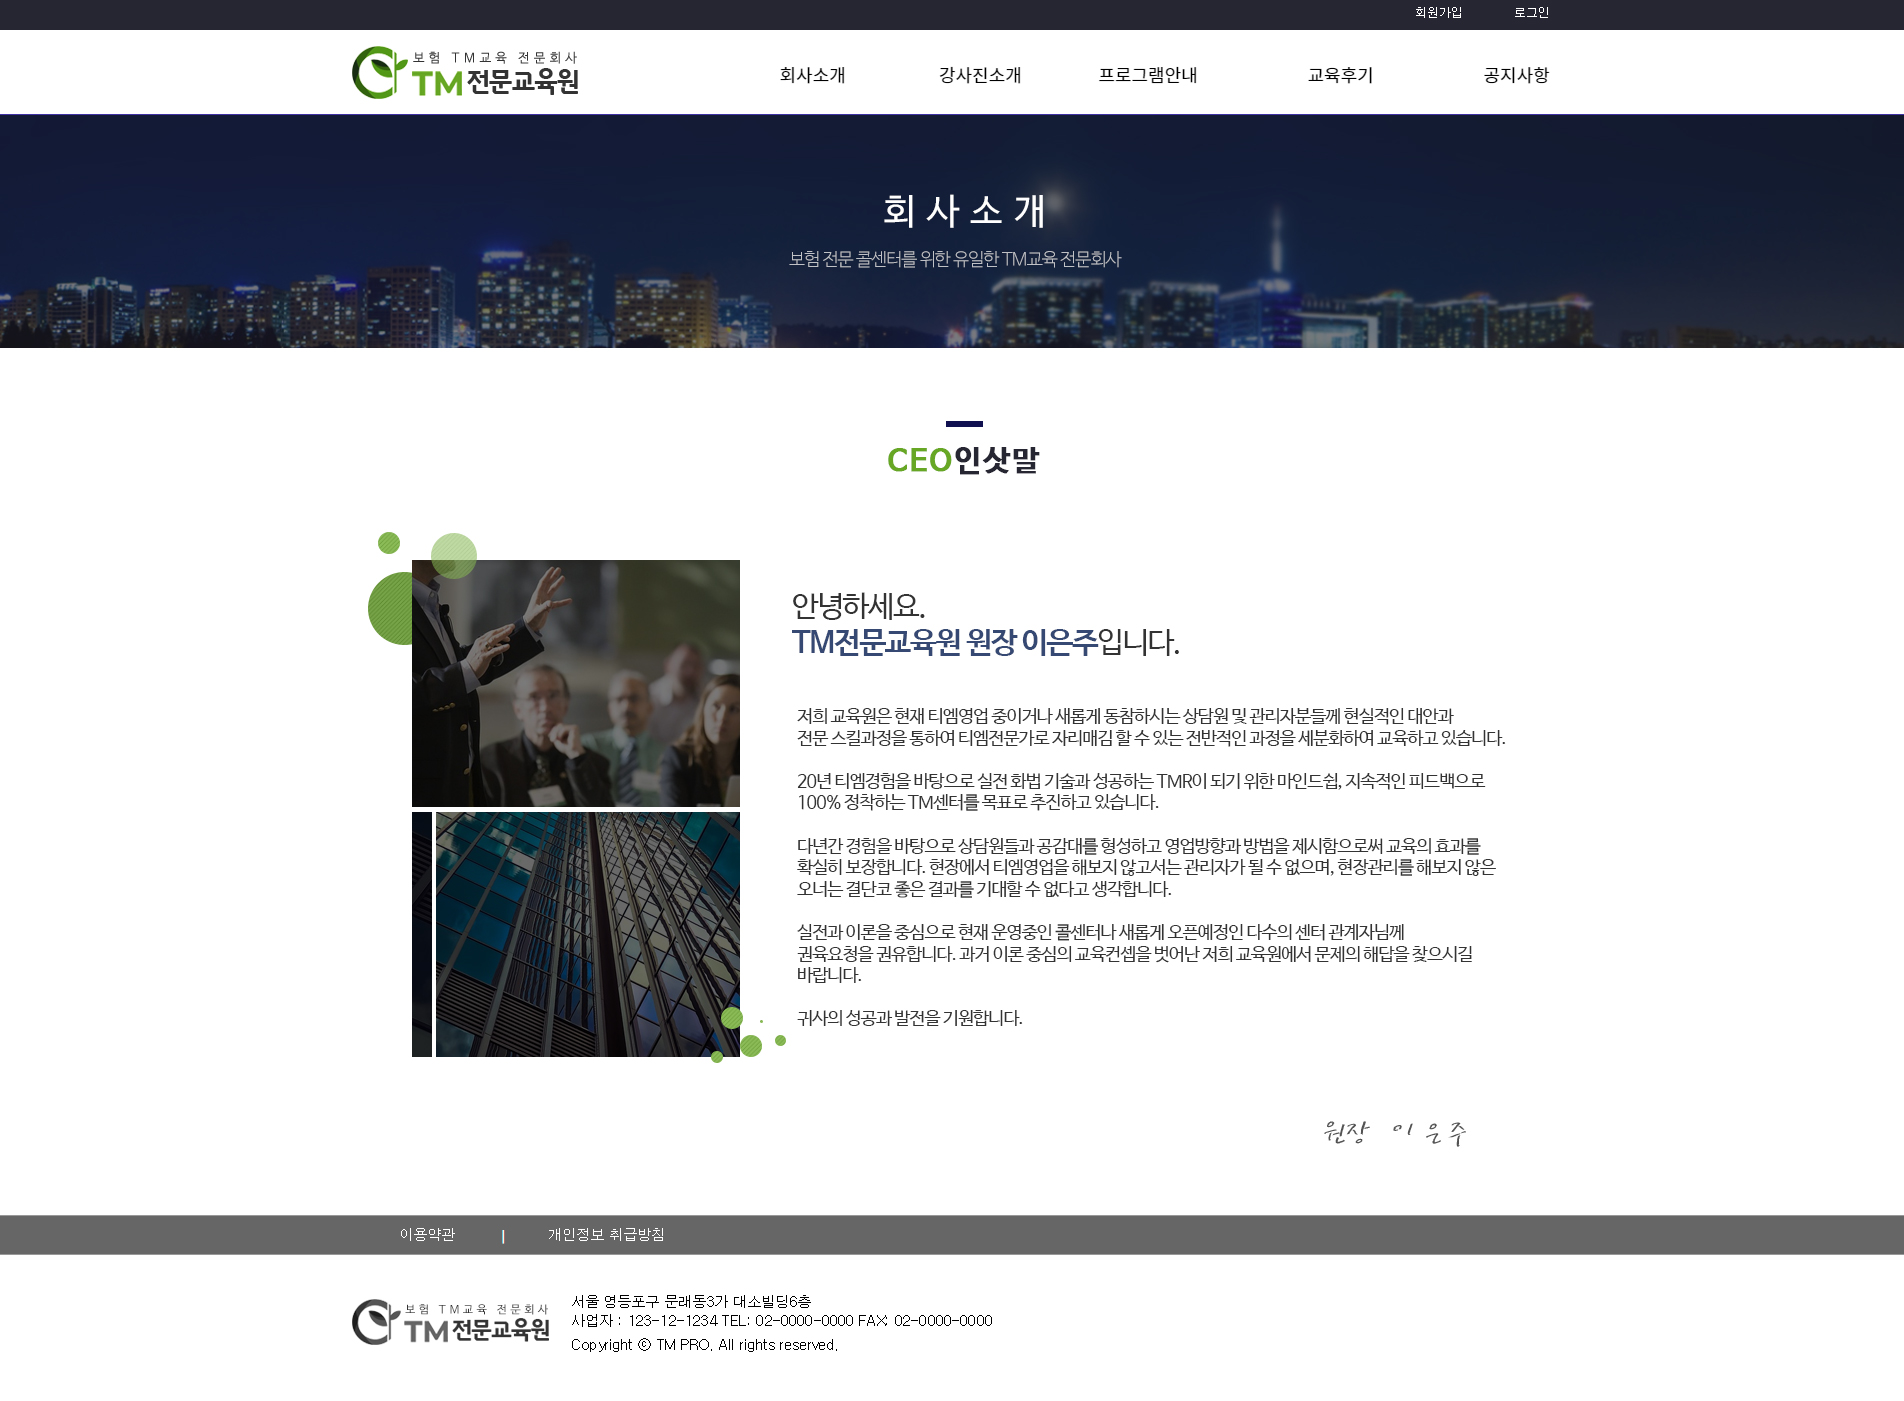 회원가입 로그인
보험 TM교육 전문회사
TM전문교육원
회사소개 강사진소개 프로그램안내 교육후기 공지사항
회사소개
보험 전문 콜센터를 위한 유일한 TM교육 전문회사
CEO인삿말
안녕하세요.
TM전문교육원 원장 이은주입니다.
저희 교육원은 현재 티엠영업 중이거나 새롭게 동참하시는 상담원 및 관리자분들께 현실적인 대안과
전문 스킬과정을 통하여 티엠전문가로 자리매김 할 수 있는 전반적인 과정을 세분화하여 교육하고 있습니다.
20년 티엠경험을 바탕으로 실전 화법 기술과 성공하는 TMR이 되기 위한 마인드쉽, 지속적인 피드백으로
100% 정착하는 TM센터를 목표로 추진하고 있습니다.
다년간 경험을 바탕으로 상담원들과 공감대를 형성하고 영업방향과 방법을 제시함으로써 교육의 효과를
확실히 보장합니다. 현장에서 티엠영업을 해보지 않고서는 관리자가 될 수 없으며, 현장관리를 해보지 않은
오너는 결단코 좋은 결과를 기대할 수 없다고 생각합니다.
실전과 이론을 중심으로 현재 운영중인 콜센터나 새롭게 오픈예정인 다수의 센터 관계자님께
권육요청을 권유합니다. 과거 이론 중심의 교육컨셉을 벗어난 저희 교육원에서 문제의 해답을 찾으시길
바랍니다.
귀사의 성공과 발전을 기원합니다.
원장 이은주
이용약관 | 개인정보 취급방침
보험 TM교육 전문회사
TM전문교육원
서울 영등포구 문래동3가 대소빌딩6층
사업자 : 123-12-1234 TEL: 02-0000-0000 FAX: 02-0000-0000
Copyright ⓒ TM PRO. All rights reserved.